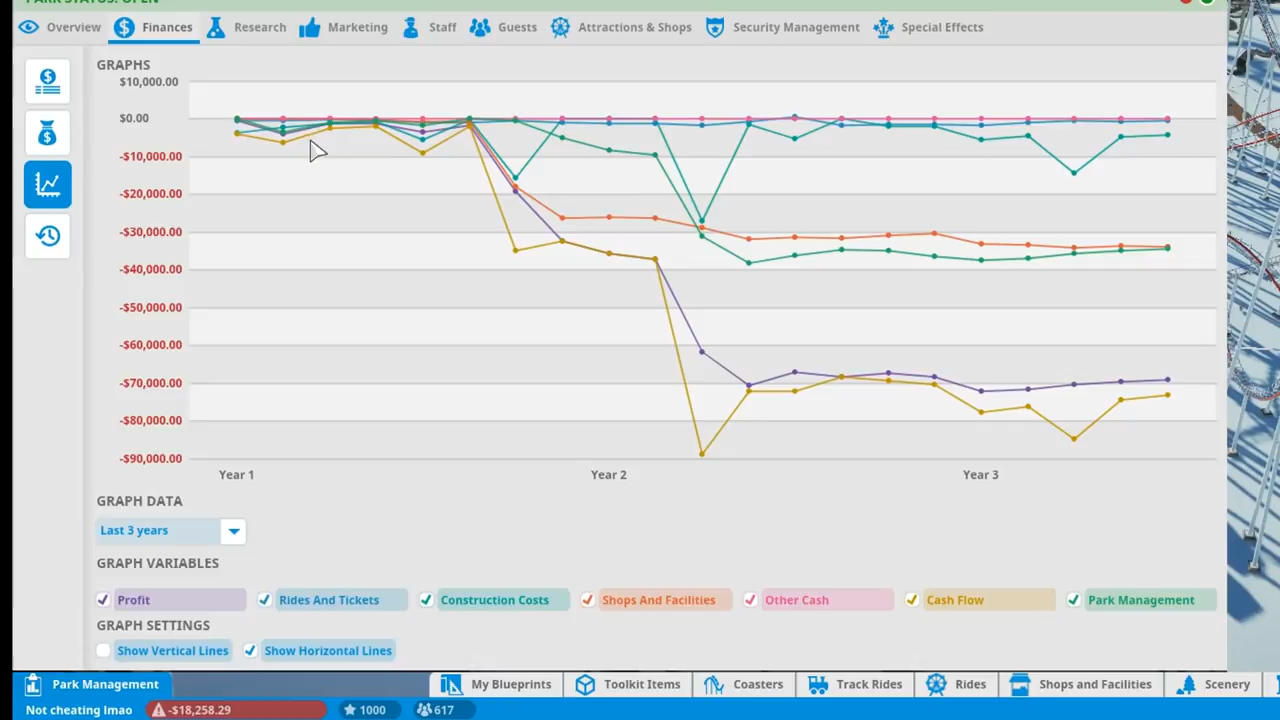 PARK STATUS: OPEN
Overview Finances Research Marketing Staff Guests Attractions & Shops Security Management Special Effects
GRAPHS
$10,000.00
$0.00
-$10,000.00
-$20,000.00
-$30,000.00
-$40,000.00
-$50,000.00
-$60,000.00
-$70,000.00
-$80,000.00
-$90,000.00
Year 1 Year 2 Year 3
GRAPH DATA
Last 3 years
GRAPH VARIABLES
Profit Rides And Tickets Construction Costs Shops And Facilities Other Cash Cash Flow Park Management
GRAPH SETTINGS
Show Vertical Lines Show Horizontal Lines
Park Management My Blueprints Toolkit Items Coasters Track Rides Rides Shops and Facilities Scenery
Not cheating lmao -$18,258.29 1000 617